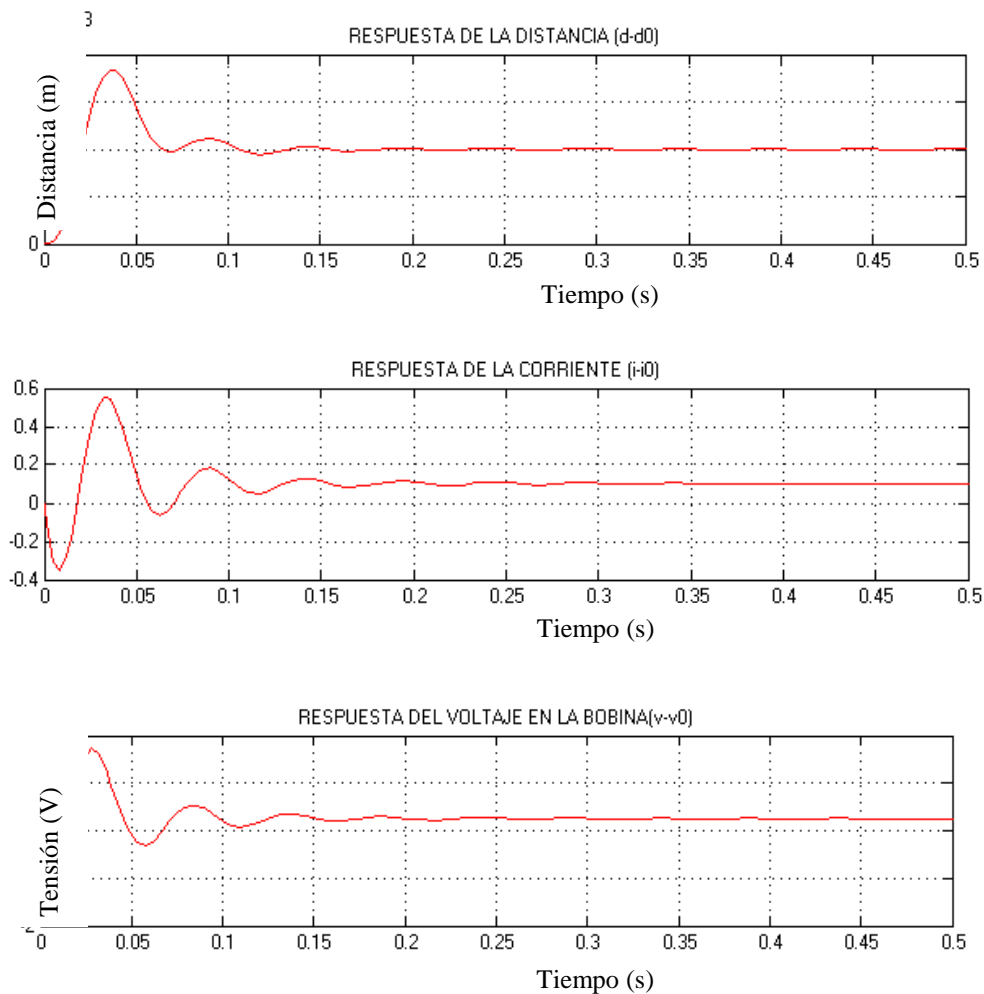 3
RESPUESTA DE LA DISTANCIA (d-d0)
Distancia (m)
0
0 0.05 0.1 0.15 0.2 0.25 0.3 0.35 0.4 0.45 0.5
Tiempo (s)
RESPUESTA DE LA CORRIENTE (i-i0)
0.6
0.4
0.2
0
-0.2
-0.4
0 0.05 0.1 0.15 0.2 0.25 0.3 0.35 0.4 0.45 0.5
Tiempo (s)
RESPUESTA DEL VOLTAJE EN LA BOBINA(v-v0)
Tensión (V)
-2
0 0.05 0.1 0.15 0.2 0.25 0.3 0.35 0.4 0.45 0.5
Tiempo (s)